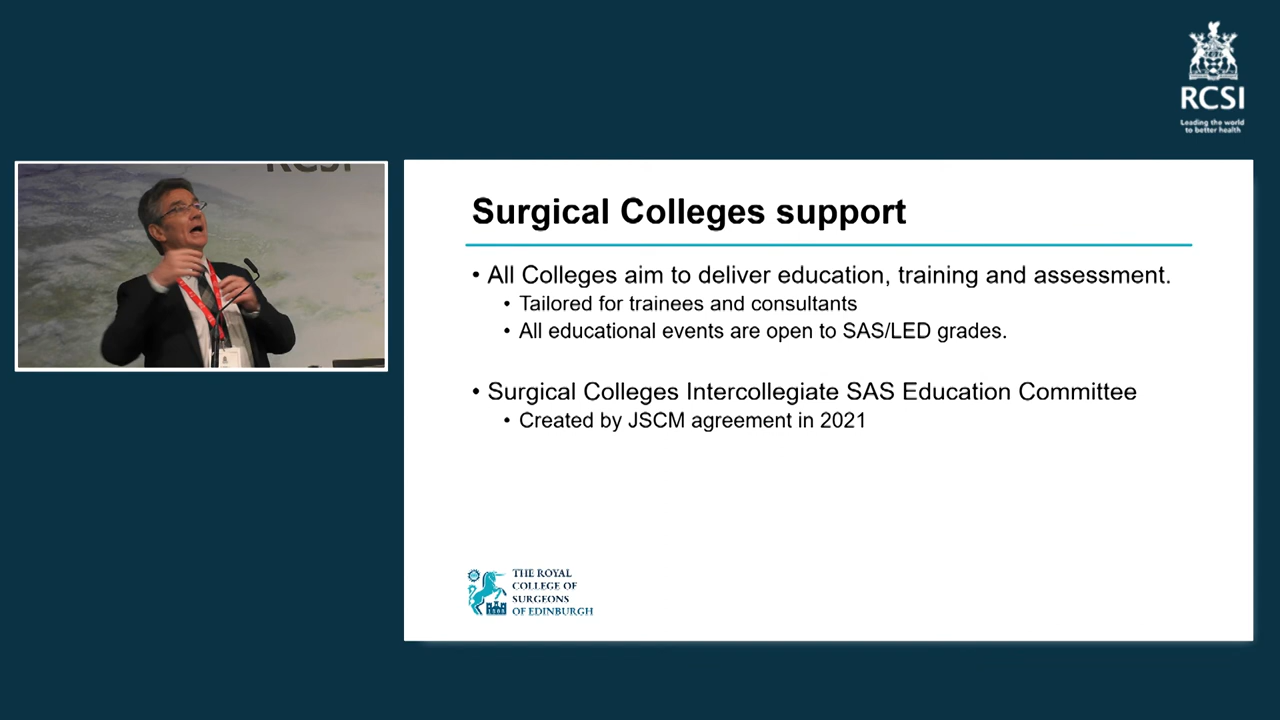 RCSI
Leading the world
to better health
RCSI
Surgical Colleges support
• All Colleges aim to deliver education, training and assessment.
• Tailored for trainees and consultants
• All educational events are open to SAS/LED grades.
• Surgical Colleges Intercollegiate SAS Education Committee
• Created by JSCM agreement in 2021
THE ROYAL
COLLEGE OF
SURGEONS
OF EDINBURGH